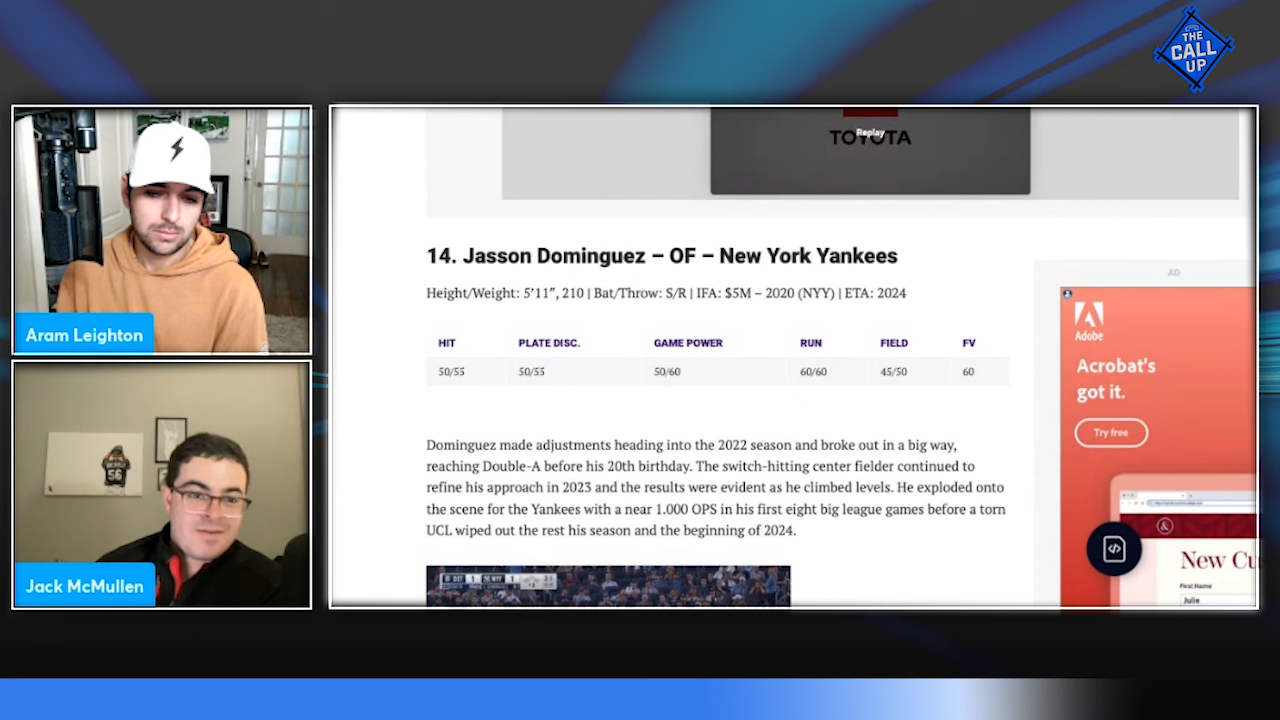 THE
CALL
UP
Replay
TOYOTA
14. Jasson Dominguez – OF – New York Yankees
Height/Weight: 5'11″, 210 | Bat/Throw: S/R | IFA: $5M – 2020 (NYY) | ETA: 2024
HIT PLATE DISC. GAME POWER RUN FIELD FV
50/55 50/55 50/60 60/60 45/50 60
Dominguez made adjustments heading into the 2022 season and broke out in a big way,
reaching Double-A before his 20th birthday. The switch-hitting center fielder continued to
refine his approach in 2023 and the results were evident as he climbed levels. He exploded onto
the scene for the Yankees with a near 1.000 OPS in his first eight big league games before a torn
UCL wiped out the rest his season and the beginning of 2024.
DET 1 NYY 1
AD
Adobe
Acrobat's
got it.
Try free
</>
&
New Cu
First Name
Julie
Aram Leighton
56
Jack McMullen